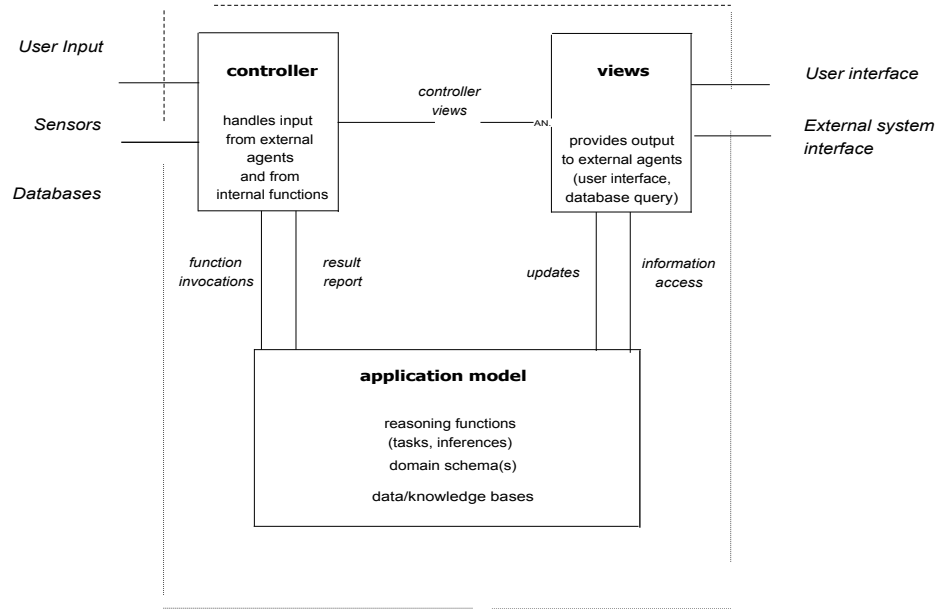 User Input
Sensors
Databases
controller
handles input
from external
agents
and from
internal functions
controller
views
AN.
views
provides output
to external agents
(user interface,
database query)
User interface
External system
interface
function
invocations
result
report
updates
information
access
application model
reasoning functions
(tasks, inferences)
domain schema(s)
data/knowledge bases